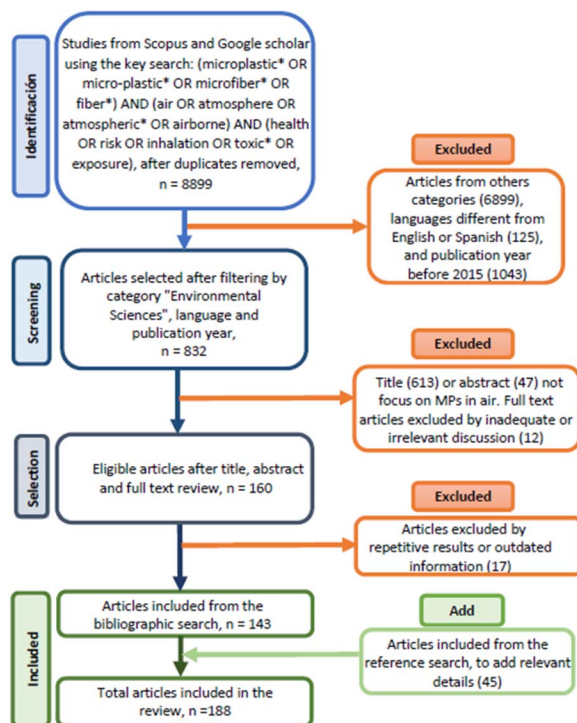 Identificación
Studies from Scopus and Google scholar
using the key search: (microplastic* OR
micro-plastic* OR microfiber* OR
fiber*) AND (air OR atmosphere OR
atmospheric* OR airborne) AND (health
OR risk OR inhalation OR toxic* OR
exposure), after duplicates removed,
n = 8899
Excluded
Articles from others
categories (6899),
languages different from
English or Spanish (125),
and publication year
before 2015 (1043)
Screening
Articles selected after filtering by
category "Environmental
Sciences", language and
publication year,
n = 832
Excluded
Title (613) or abstract (47) not
focus on MPs in air. Full text
articles excluded by inadequate or
irrelevant discussion (12)
Selection
Eligible articles after title, abstract
and full text review, n = 160
Excluded
Articles excluded by
repetitive results or outdated
information (17)
Included
Articles included from the
bibliographic search, n = 143
Add
Articles included from the
reference search, to add relevant
details (45)
Total articles included in the
review, n =188